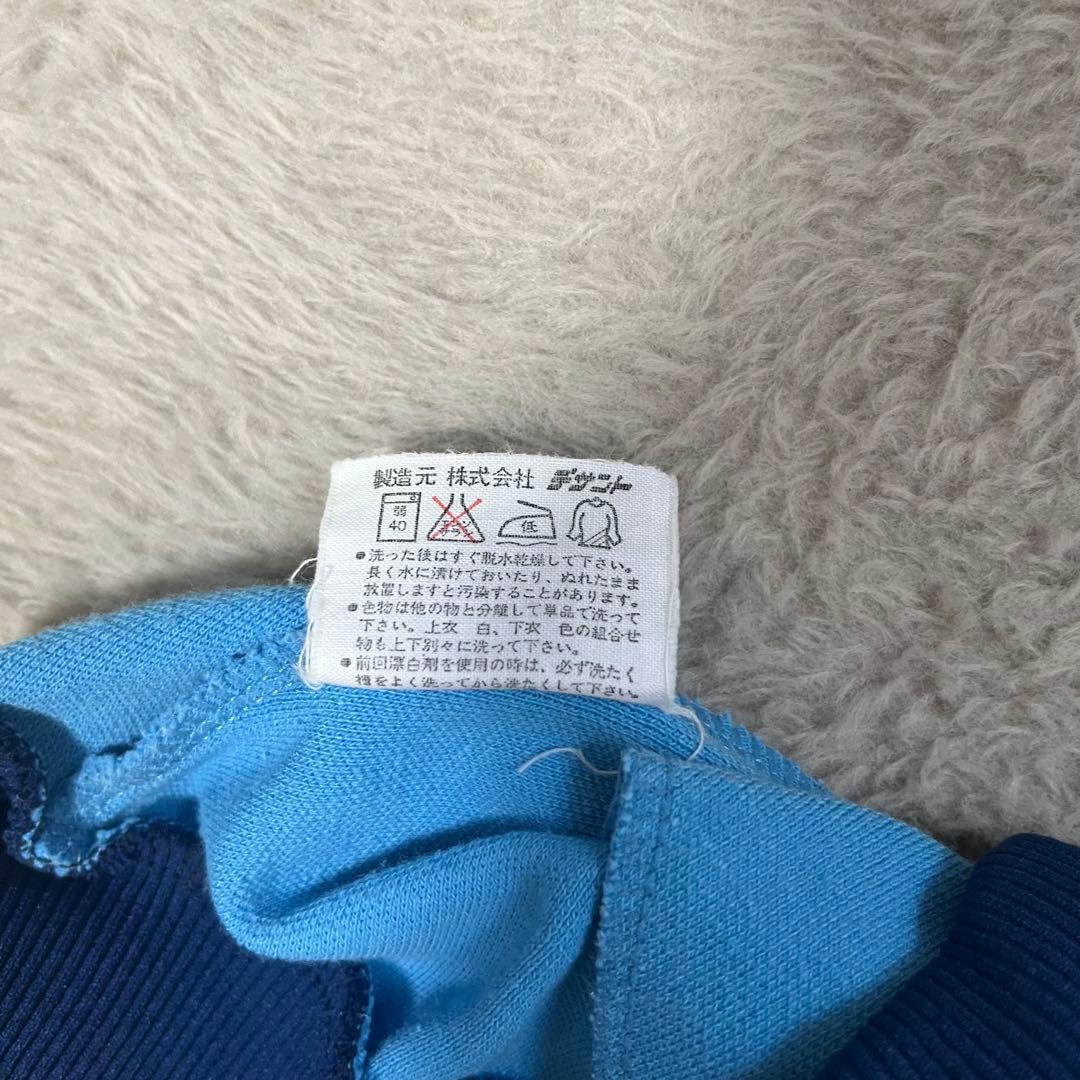 製造元 株式会社 デサント
弱 40 低
●洗った後はすぐ脱水乾燥して下さい。
長く水に漬けておいたり、ぬれたまま
放置しますと汚染することがあります。
●色物は他の物と分離して単品で洗って
下さい。上衣 白、下衣 色の組合せ
物も上下別々に洗って下さい。
●前回漂白剤を使用の時は、必ず洗たく
機をよく洗ってから洗たくして下さい。